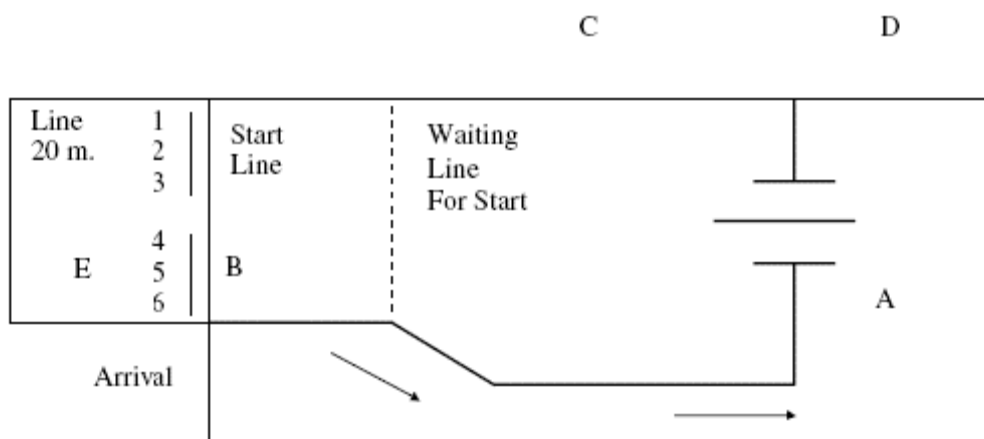 C
D
Line
20 m.
1
2
3
Start
Line
Waiting
Line
For Start
4
5
6
E
B
A
Arrival